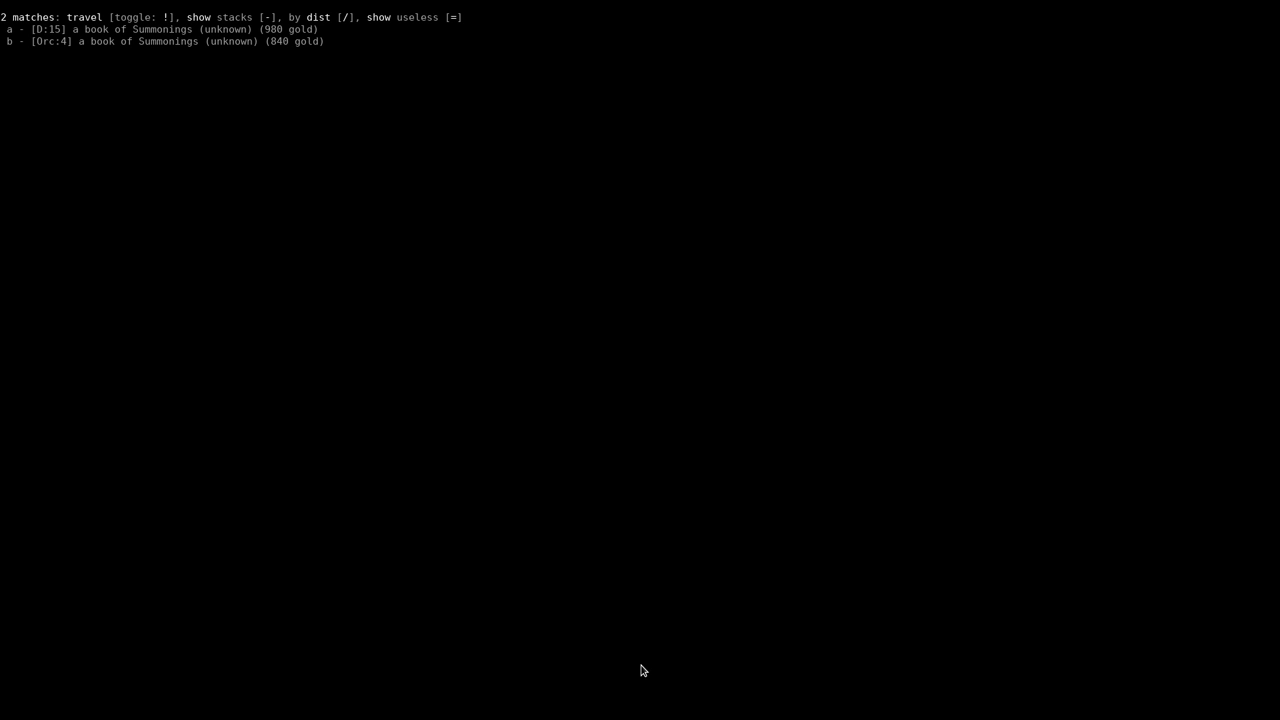 2 matches: travel [toggle: !], show stacks [-], by dist [/], show useless [=]
a - [D:15] a book of Summonings (unknown) (980 gold)
b - [Orc:4] a book of Summonings (unknown) (840 gold)